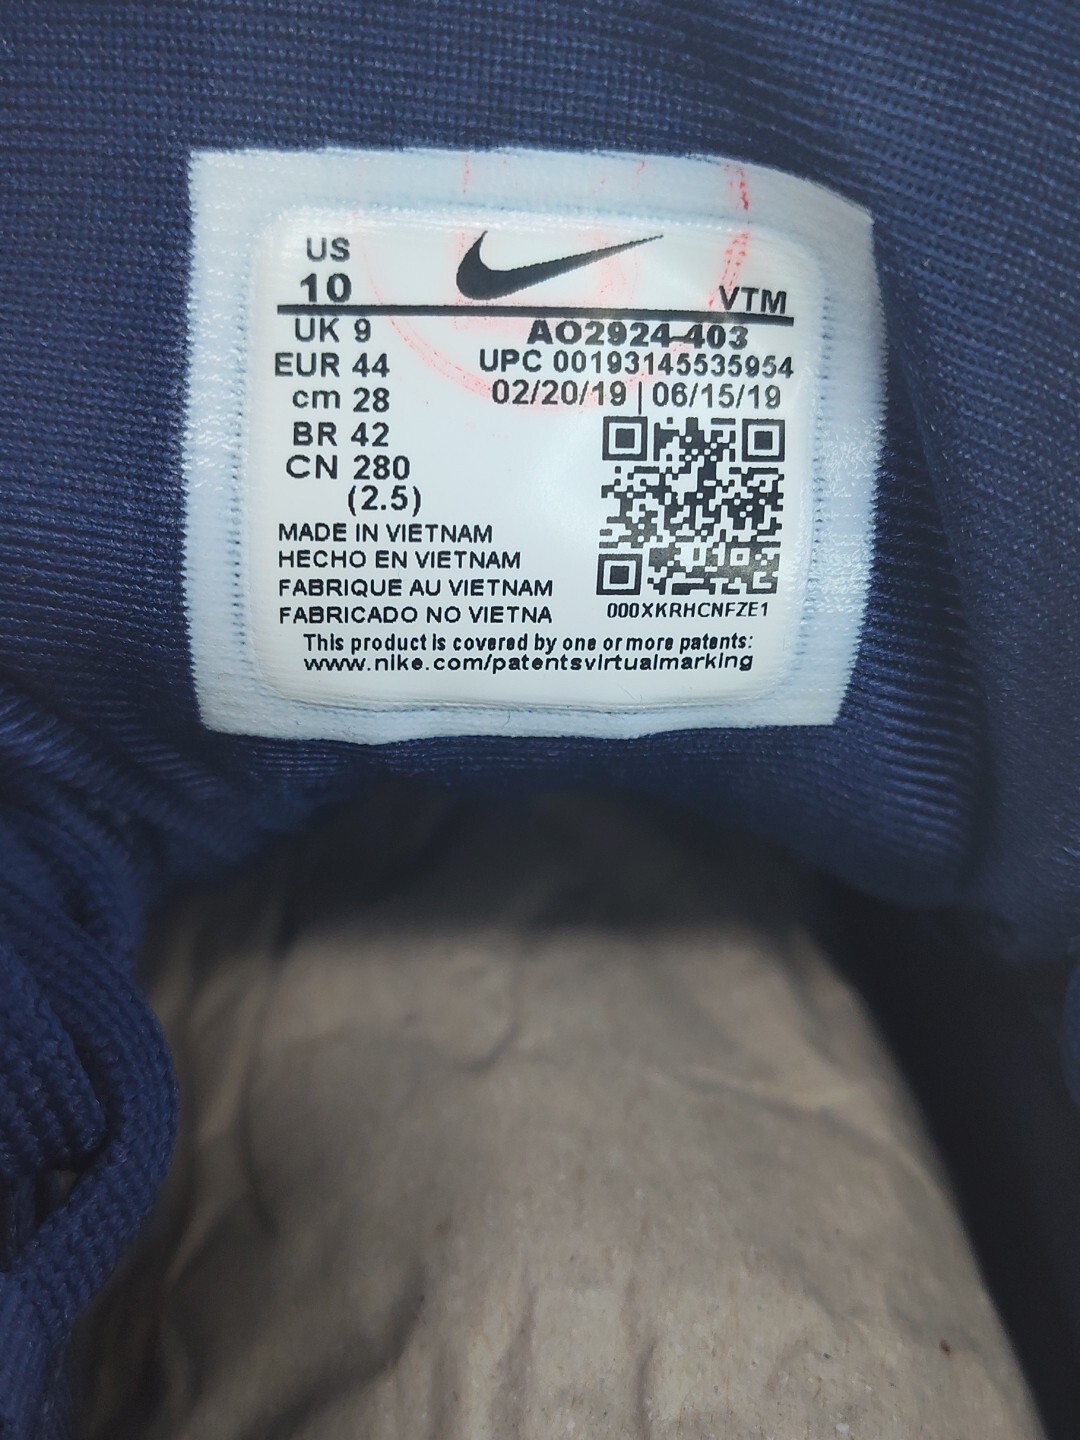 US
10
VTM
UK 9
EUR 44
cm 28
BR 42
CN 280
(2.5)
AO2924-403
UPC 00193145535954
02/20/19 | 06/15/19
000XKRHCNFZE1
MADE IN VIETNAM
HECHO EN VIETNAM
FABRIQUE AU VIETNAM
FABRICADO NO VIETNA
This product is covered by one or more patents:
www.nike.com/patentsvirtualmarking